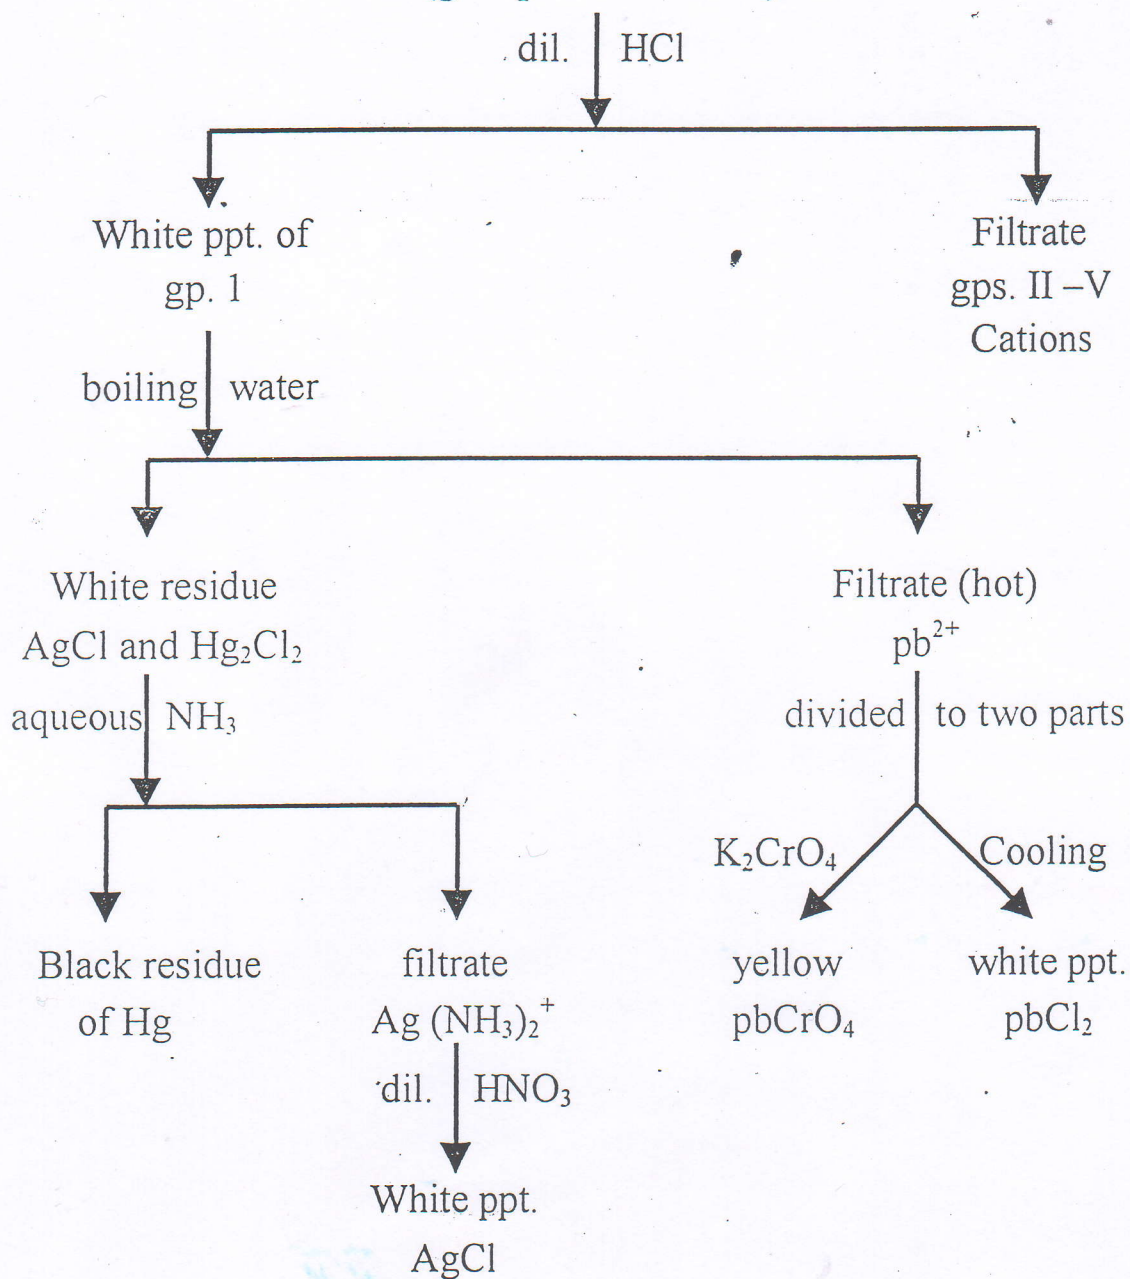 dil. HCl
White ppt. of
gp. 1
Filtrate
gps. II –V
Cations
boiling water
White residue
AgCl and Hg₂Cl₂
Filtrate (hot)
pb²⁺
aqueous NH₃
divided to two parts
K₂CrO₄
Cooling
Black residue
of Hg
filtrate
Ag (NH₃)₂⁺
yellow
pbCrO₄
white ppt.
pbCl₂
dil. HNO₃
White ppt.
AgCl